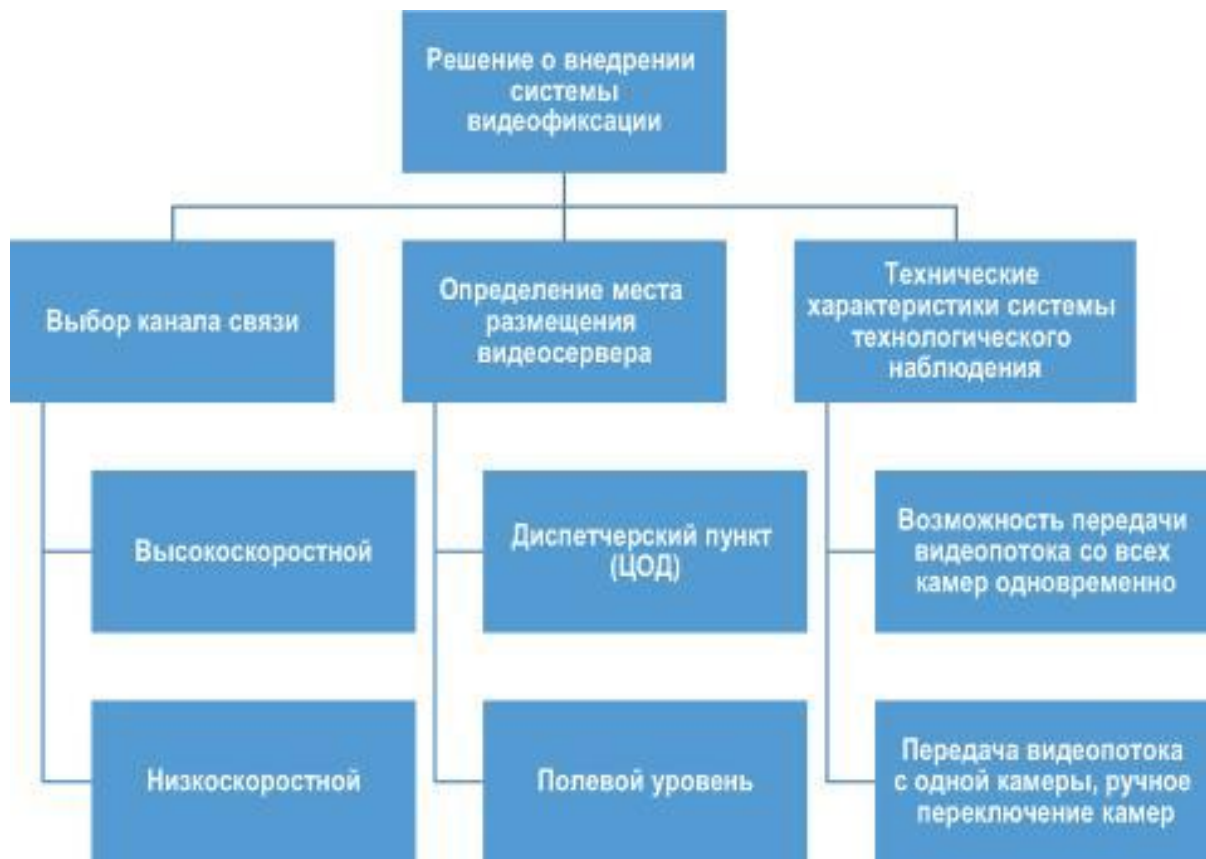 Решение о внедрении
системы
видеофиксации
Выбор канала связи
Определение места
размещения
видеосервера
Технические
характеристики системы
технологического
наблюдения
Высокоскоростной
Диспетчерский пункт
(ЦОД)
Возможность передачи
видеопотока со всех
камер одновременно
Низкоскоростной
Полевой уровень
Передача видеопотока
с одной камеры, ручное
переключение камер